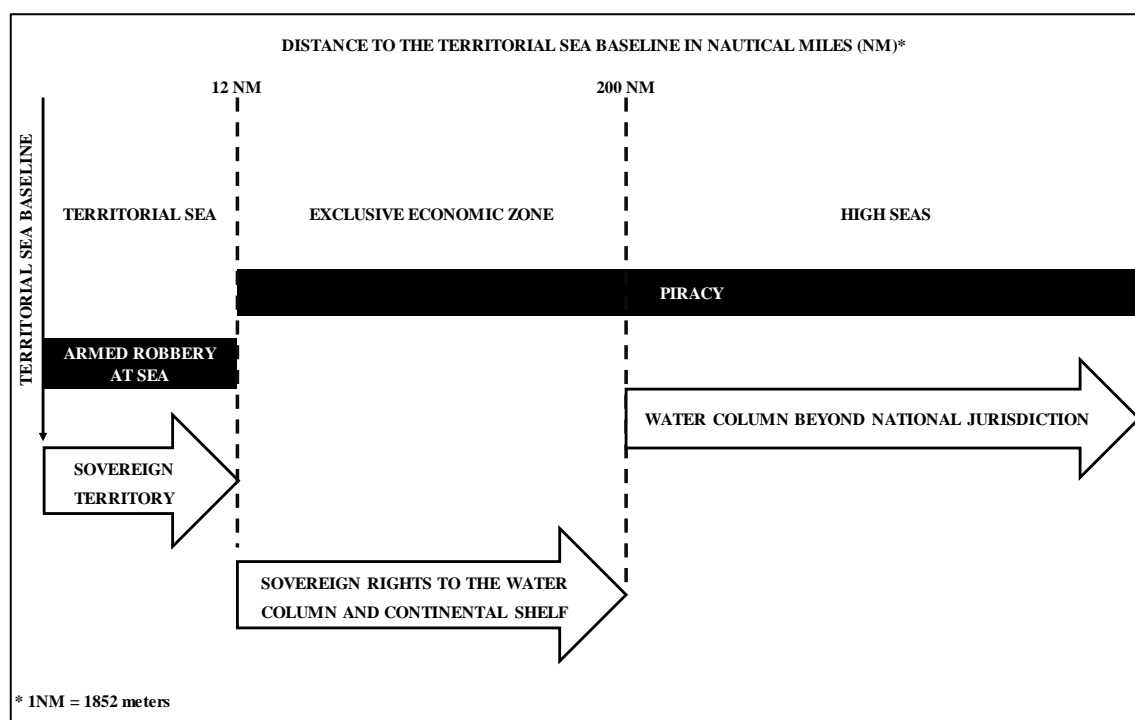 DISTANCE TO THE TERRITORIAL SEA BASELINE IN NAUTICAL MILES (NM)*
12 NM
200 NM
TERRITORIAL SEA BASELINE
TERRITORIAL SEA
EXCLUSIVE ECONOMIC ZONE
HIGH SEAS
PIRACY
ARMED ROBBERY
AT SEA
WATER COLUMN BEYOND NATIONAL JURISDICTION
SOVEREIGN
TERRITORY
SOVEREIGN RIGHTS TO THE WATER
COLUMN AND CONTINENTAL SHELF
* 1NM = 1852 meters